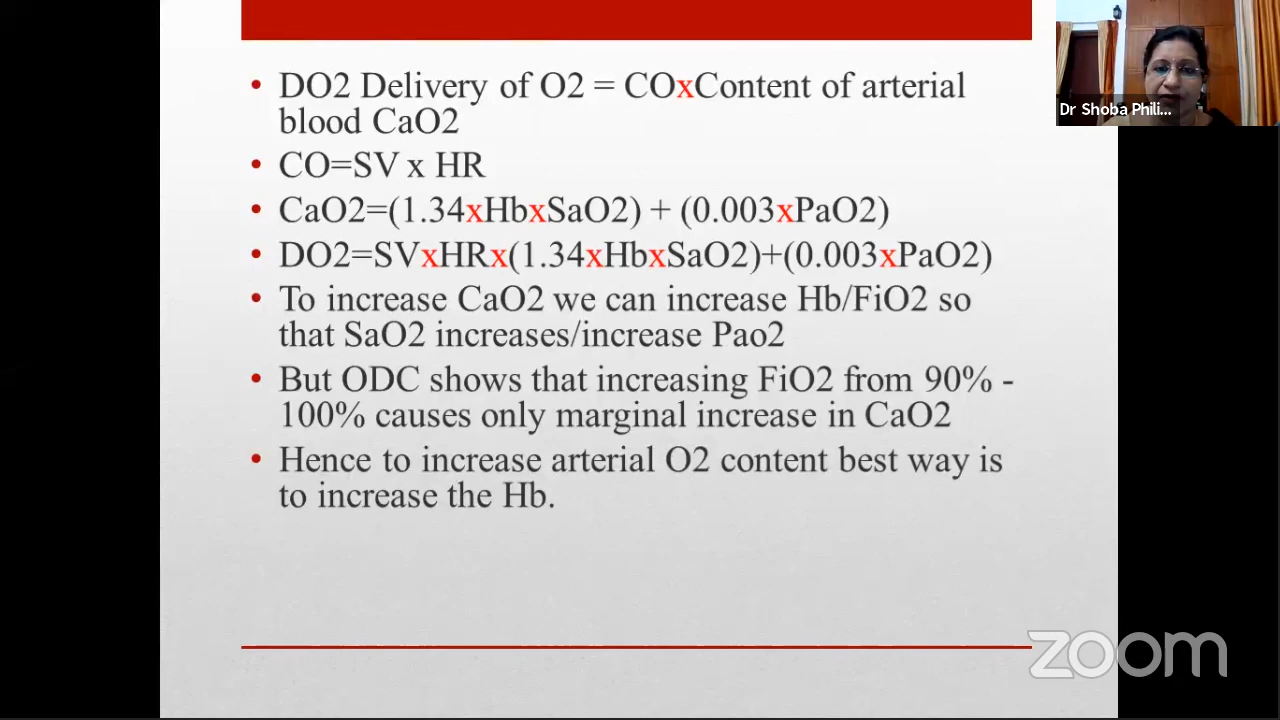 • DO2 Delivery of O2 = COxContent of arterial
blood CaO2
• CO=SV x HR
• CaO2=(1.34xHbxSaO2) + (0.003xPaO2)
• DO2=SVxHRx(1.34xHbxSaO2)+(0.003xPaO2)
• To increase CaO2 we can increase Hb/FiO2 so
that SaO2 increases/increase Pao2
• But ODC shows that increasing FiO2 from 90% -
100% causes only marginal increase in CaO2
• Hence to increase arterial O2 content best way is
to increase the Hb.
Dr Shoba Phili...
zoom